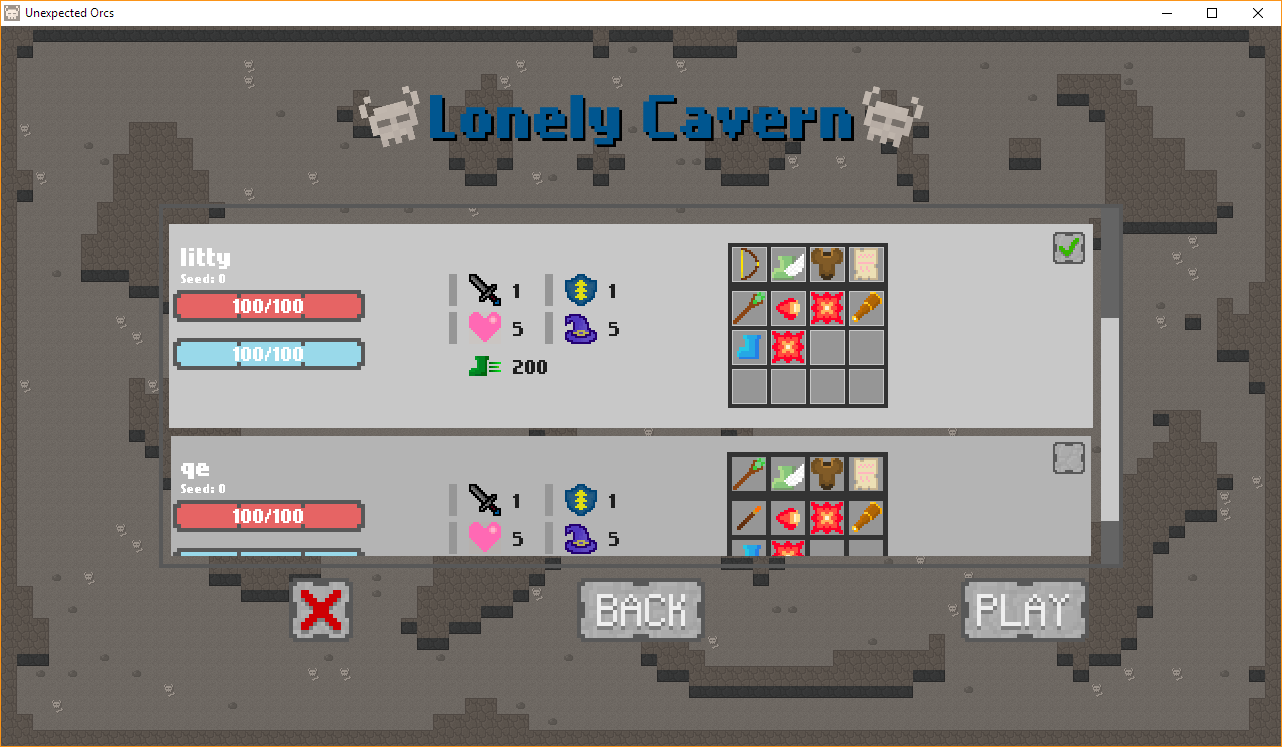 Unexpected Orcs
Lonely Cavern
litty
Seed: 0
100/100
100/100
1 1
5 5
200
qe
Seed: 0
100/100
1 1
5 5
BACK PLAY